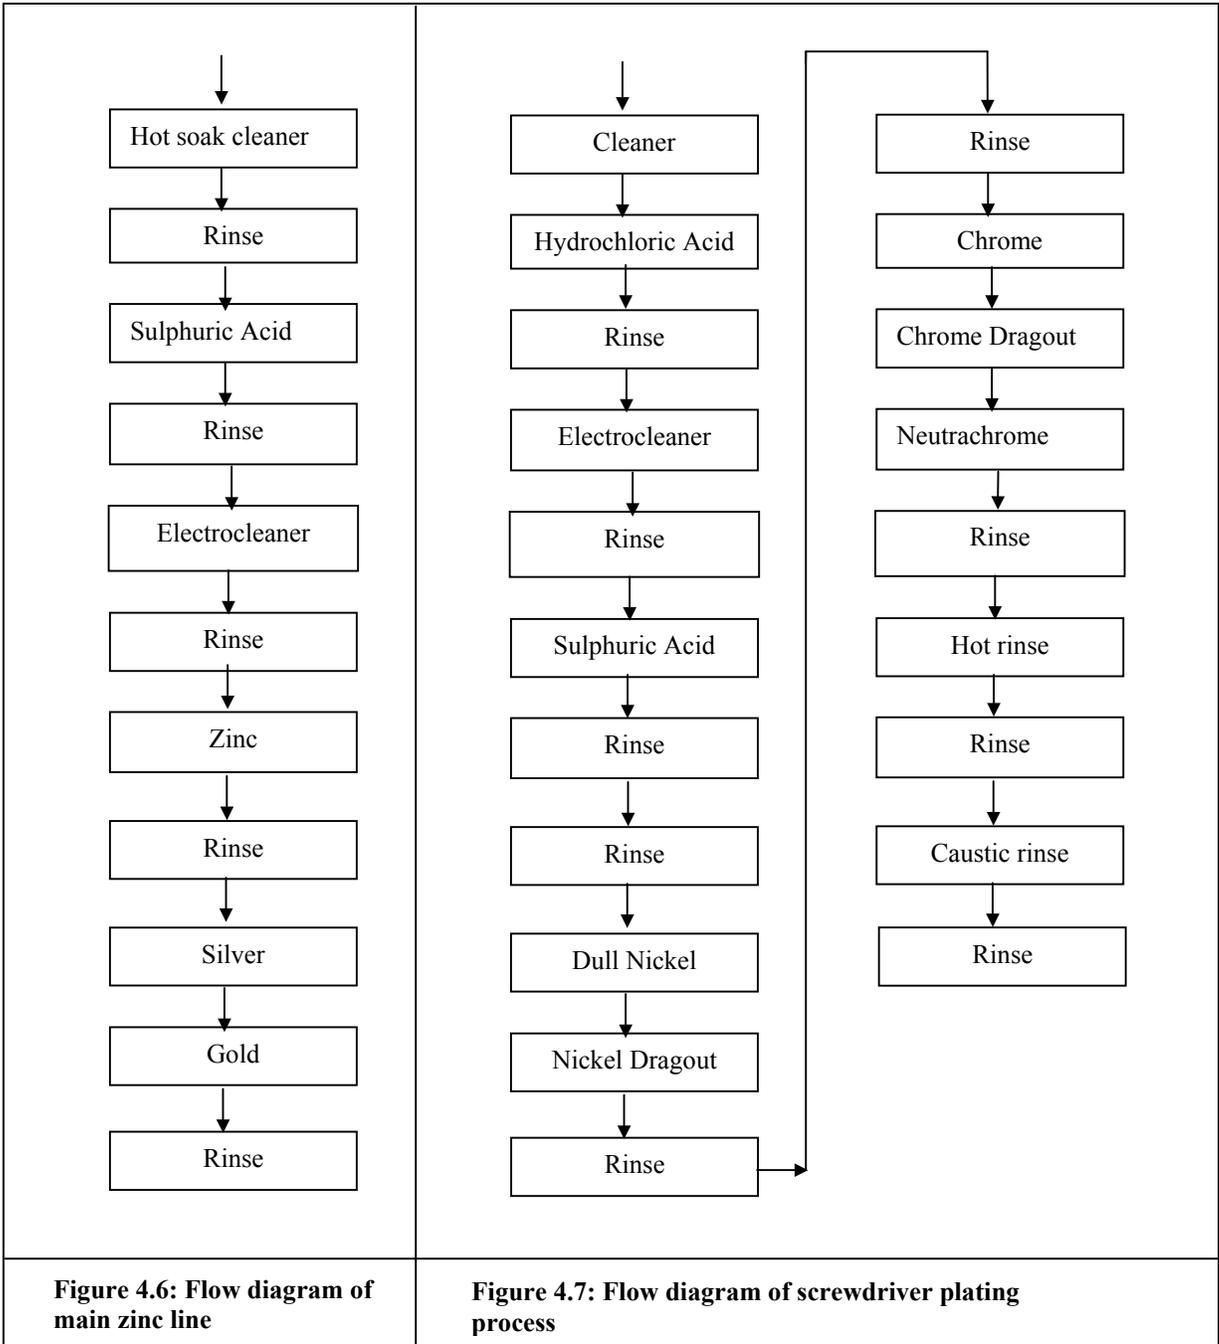 Hot soak cleaner
Rinse
Sulphuric Acid
Rinse
Electrocleaner
Rinse
Zinc
Rinse
Silver
Gold
Rinse
Figure 4.6: Flow diagram of
main zinc line
Cleaner
Hydrochloric Acid
Rinse
Electrocleaner
Rinse
Sulphuric Acid
Rinse
Rinse
Dull Nickel
Nickel Dragout
Rinse
Rinse
Chrome
Chrome Dragout
Neutrachrome
Rinse
Hot rinse
Rinse
Caustic rinse
Rinse
Figure 4.7: Flow diagram of screwdriver plating
process